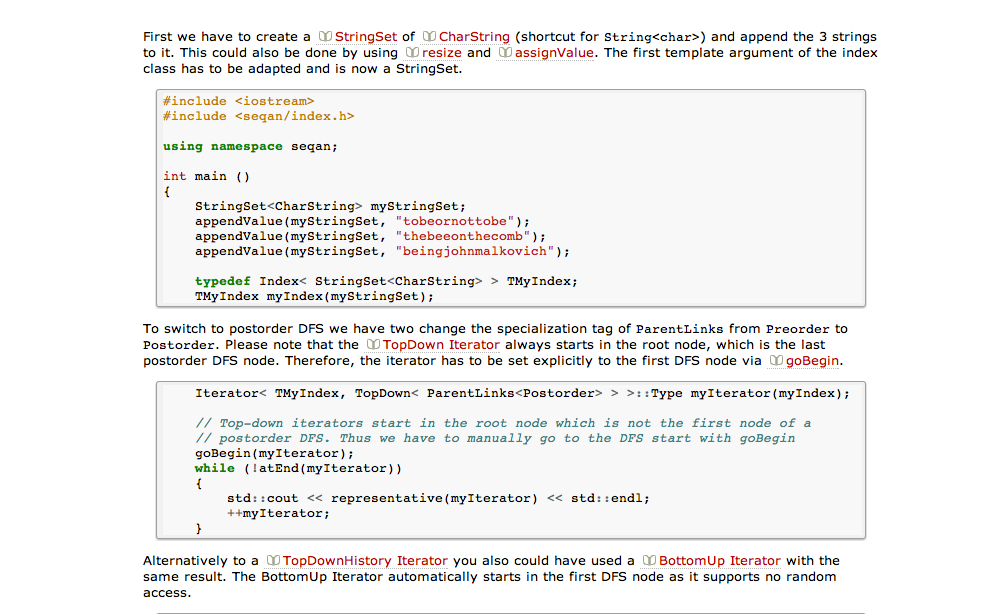 First we have to create a StringSet of CharString (shortcut for String<char>) and append the 3 strings
to it. This could also be done by using resize and assignValue. The first template argument of the index
class has to be adapted and is now a StringSet.
#include <iostream>
#include <seqan/index.h>
using namespace seqan;
int main ()
{
StringSet<CharString> myStringSet;
appendValue(myStringSet, "tobeornottobe");
appendValue(myStringSet, "thebeeonthecomb");
appendValue(myStringSet, "beingjohnmalkovich");
typedef Index< StringSet<CharString> > TMyIndex;
TMyIndex myIndex(myStringSet);
To switch to postorder DFS we have two change the specialization tag of ParentLinks from Preorder to
Postorder. Please note that the TopDown Iterator always starts in the root node, which is the last
postorder DFS node. Therefore, the iterator has to be set explicitly to the first DFS node via goBegin.
Iterator< TMyIndex, TopDown< ParentLinks<Postorder> > >::Type myIterator(myIndex);
// Top-down iterators start in the root node which is not the first node of a
// postorder DFS. Thus we have to manually go to the DFS start with goBegin
goBegin(myIterator);
while (!atEnd(myIterator))
{
std::cout << representative(myIterator) << std::endl;
++myIterator;
}
Alternatively to a TopDownHistory Iterator you also could have used a BottomUp Iterator with the
same result. The BottomUp Iterator automatically starts in the first DFS node as it supports no random
access.